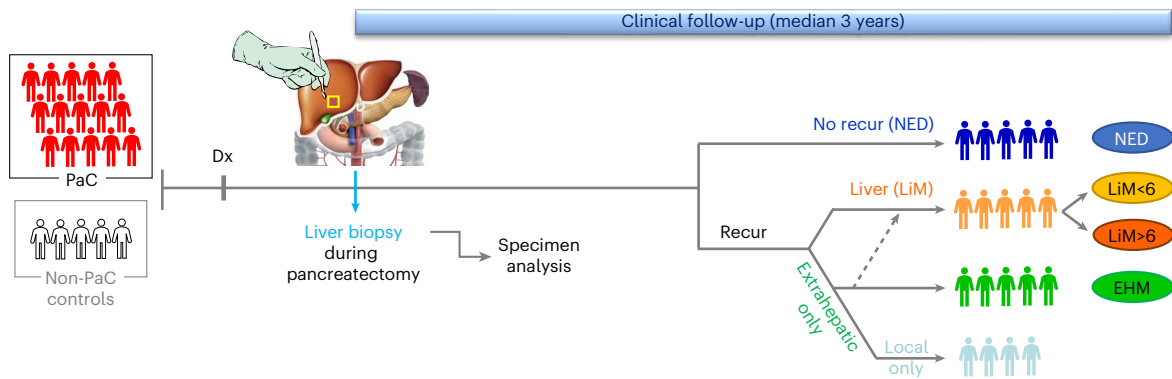 Clinical follow-up (median 3 years)
PaC
Non-PaC
controls
Dx
Liver biopsy
during
pancreatectomy
Specimen
analysis
Recur
No recur (NED)
NED
Liver (LiM)
LiM<6
LiM>6
Extrahepatic
only
EHM
Local
only